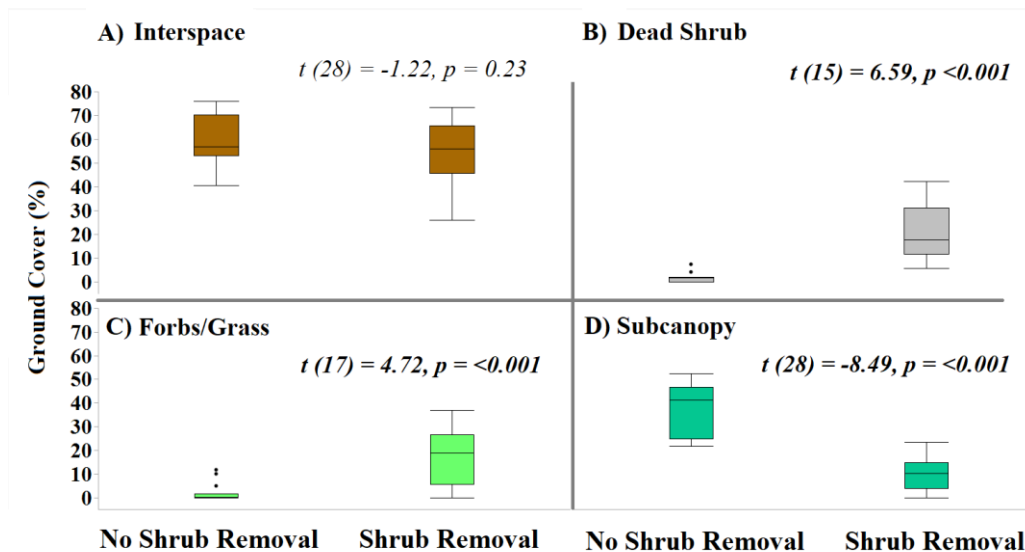 A) Interspace
t (28) = -1.22, p = 0.23
B) Dead Shrub
t (15) = 6.59, p <0.001
Ground Cover (%)
80
70
60
50
40
30
20
10
0
C) Forbs/Grass
t (17) = 4.72, p = <0.001
D) Subcanopy
t (28) = -8.49, p = <0.001
80
70
60
50
40
30
20
10
0
No Shrub Removal
Shrub Removal
No Shrub Removal
Shrub Removal